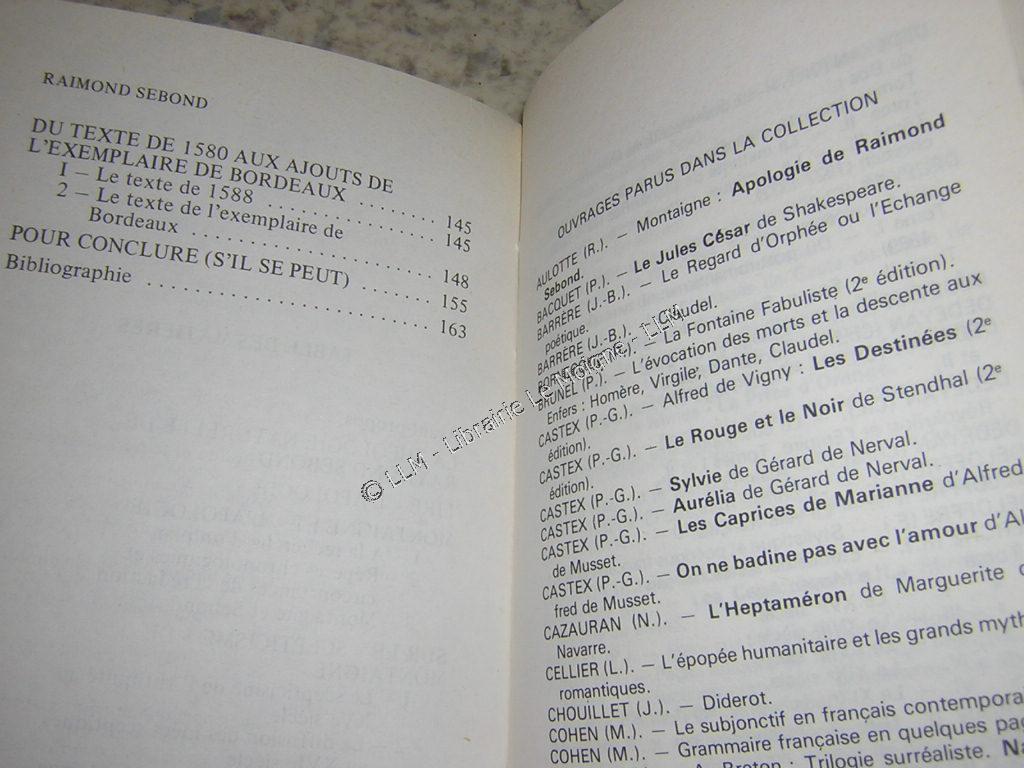 RAIMOND SEBOND
DU TEXTE DE 1580 AUX AJOUTS DE
L'EXEMPLAIRE DE BORDEAUX ........ 145
1 – Le texte de 1588 ................ 145
2 – Le texte de l'exemplaire de
Bordeaux ........................ 148
POUR CONCLURE (S'IL SE PEUT) ....... 155
Bibliographie ........................ 163
OUVRAGES PARUS DANS LA COLLECTION
AULOTTE (R.). — Montaigne : Apologie de Raimond
Sebond.
BACQUET (P.). — Le Jules César de Shakespeare.
BARRÈRE (J.-B.). — Le Regard d'Orphée ou l'Echange
poétique.
BARRÈRE (J.-B.). — Claudel.
— La Fontaine Fabuliste (2e édition).
BRUNEL (P.). — L'évocation des morts et la descente aux
Enfers : Homère, Virgile, Dante, Claudel.
CASTEX (P.-G.). — Alfred de Vigny : Les Destinées (2e
édition).
CASTEX (P.-G.). — Le Rouge et le Noir de Stendhal (2e
édition).
CASTEX (P.-G.). — Sylvie de Gérard de Nerval.
CASTEX (P.-G.). — Aurélia de Gérard de Nerval.
CASTEX (P.-G.). — Les Caprices de Marianne d'Alfred
de Musset.
CASTEX (P.-G.). — On ne badine pas avec l'amour d'Al
fred de Musset.
CAZAURAN (N.). — L'Heptaméron de Marguerite
Navarre.
CELLIER (L.). — L'épopée humanitaire et les grands myth
romantiques.
CHOUILLET (J.). — Diderot.
COHEN (M.). — Le subjonctif en français contempora
COHEN (M.). — Grammaire française en quelques pa
A. Breton : Trilogie surréaliste. Na
© LLM - Librairie Le Moigner- LLM